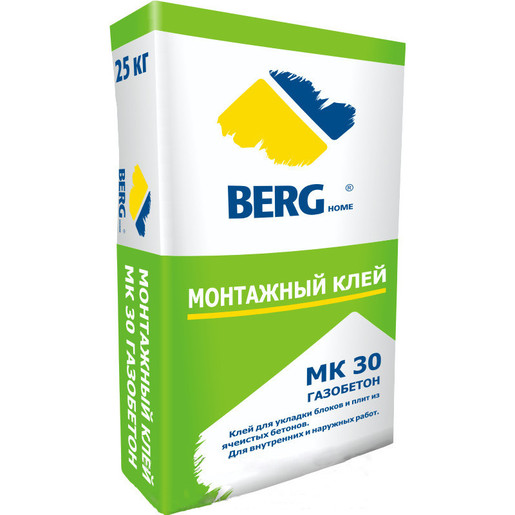 25 КГ
BERG
HOME
МОНТАЖНЫЙ КЛЕЙ
МК 30 ГАЗОБЕТОН
BERG ®
HOME
МОНТАЖНЫЙ КЛЕЙ
МК 30
ГАЗОБЕТОН
Клей для укладки блоков и плит из
ячеистых бетонов.
Для внутренних и наружных работ.